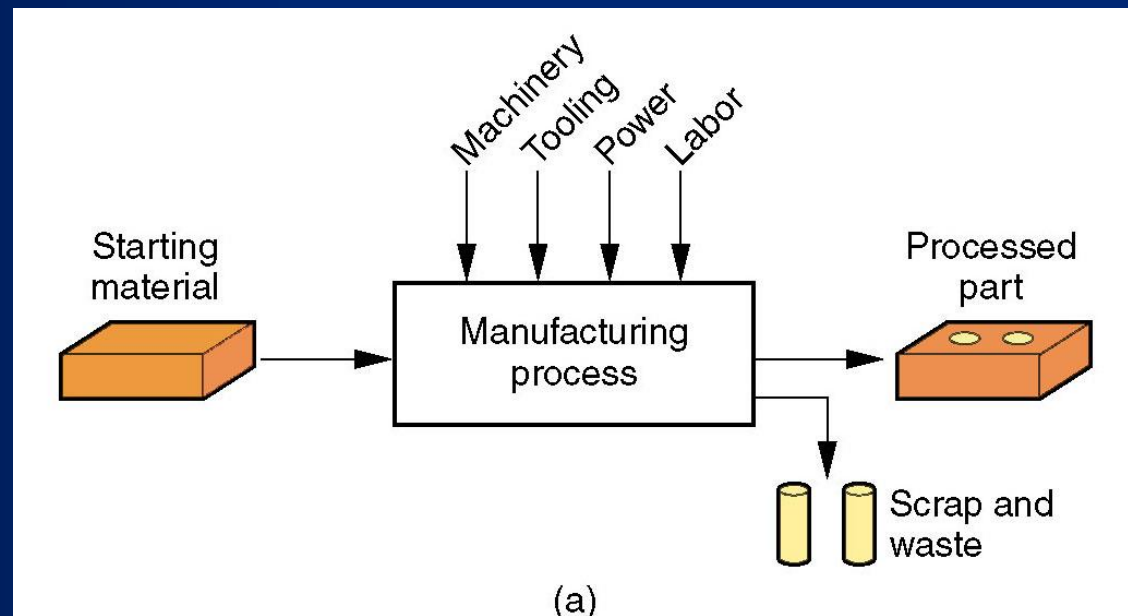 Machinery
Tooling
Power
Labor
Starting
material
Manufacturing
process
Processed
part
Scrap and
waste
(a)